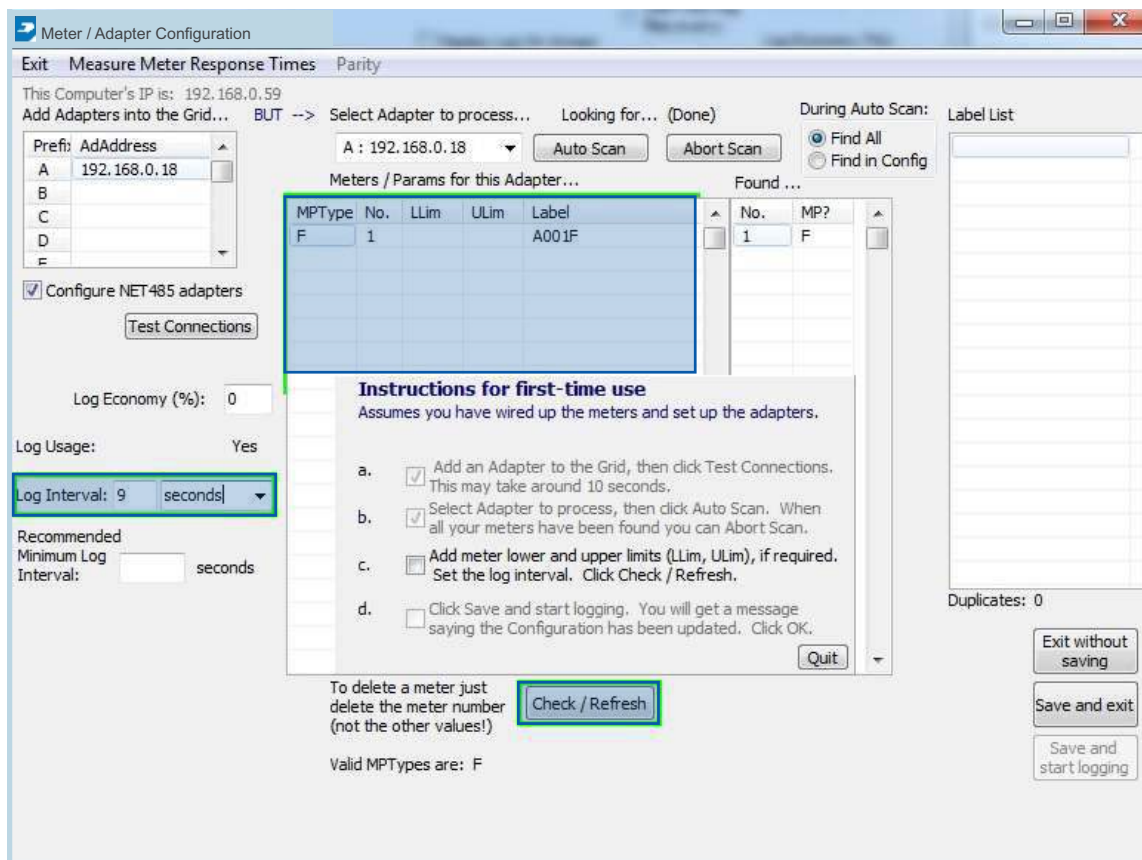 Meter / Adapter Configuration
Exit Measure Meter Response Times Parity
This Computer's IP is: 192.168.0.59
Add Adapters into the Grid... BUT --> Select Adapter to process... Looking for... (Done) During Auto Scan: Label List
Prefi AdAddress
A 192.168.0.18
B
C
D
A : 192.168.0.18 Auto Scan Abort Scan Find All
Find in Config
Meters / Params for this Adapter... Found ...
MPType No. LLim ULim Label No. MP?
F 1 A001F 1 F
Configure NET485 adapters
Test Connections
Log Economy (%): 0
Log Usage: Yes
Log Interval: 9 seconds
Recommended
Minimum Log
Interval: seconds
Instructions for first-time use
Assumes you have wired up the meters and set up the adapters.
a. Add an Adapter to the Grid, then click Test Connections.
This may take around 10 seconds.
b. Select Adapter to process, then click Auto Scan. When
all your meters have been found you can Abort Scan.
c. Add meter lower and upper limits (LLim, ULim), if required.
Set the log interval. Click Check / Refresh.
d. Click Save and start logging. You will get a message
saying the Configuration has been updated. Click OK.
Quit
To delete a meter just
delete the meter number
(not the other values!)
Check / Refresh
Valid MPTypes are: F
Duplicates: 0
Exit without
saving
Save and exit
Save and
start logging